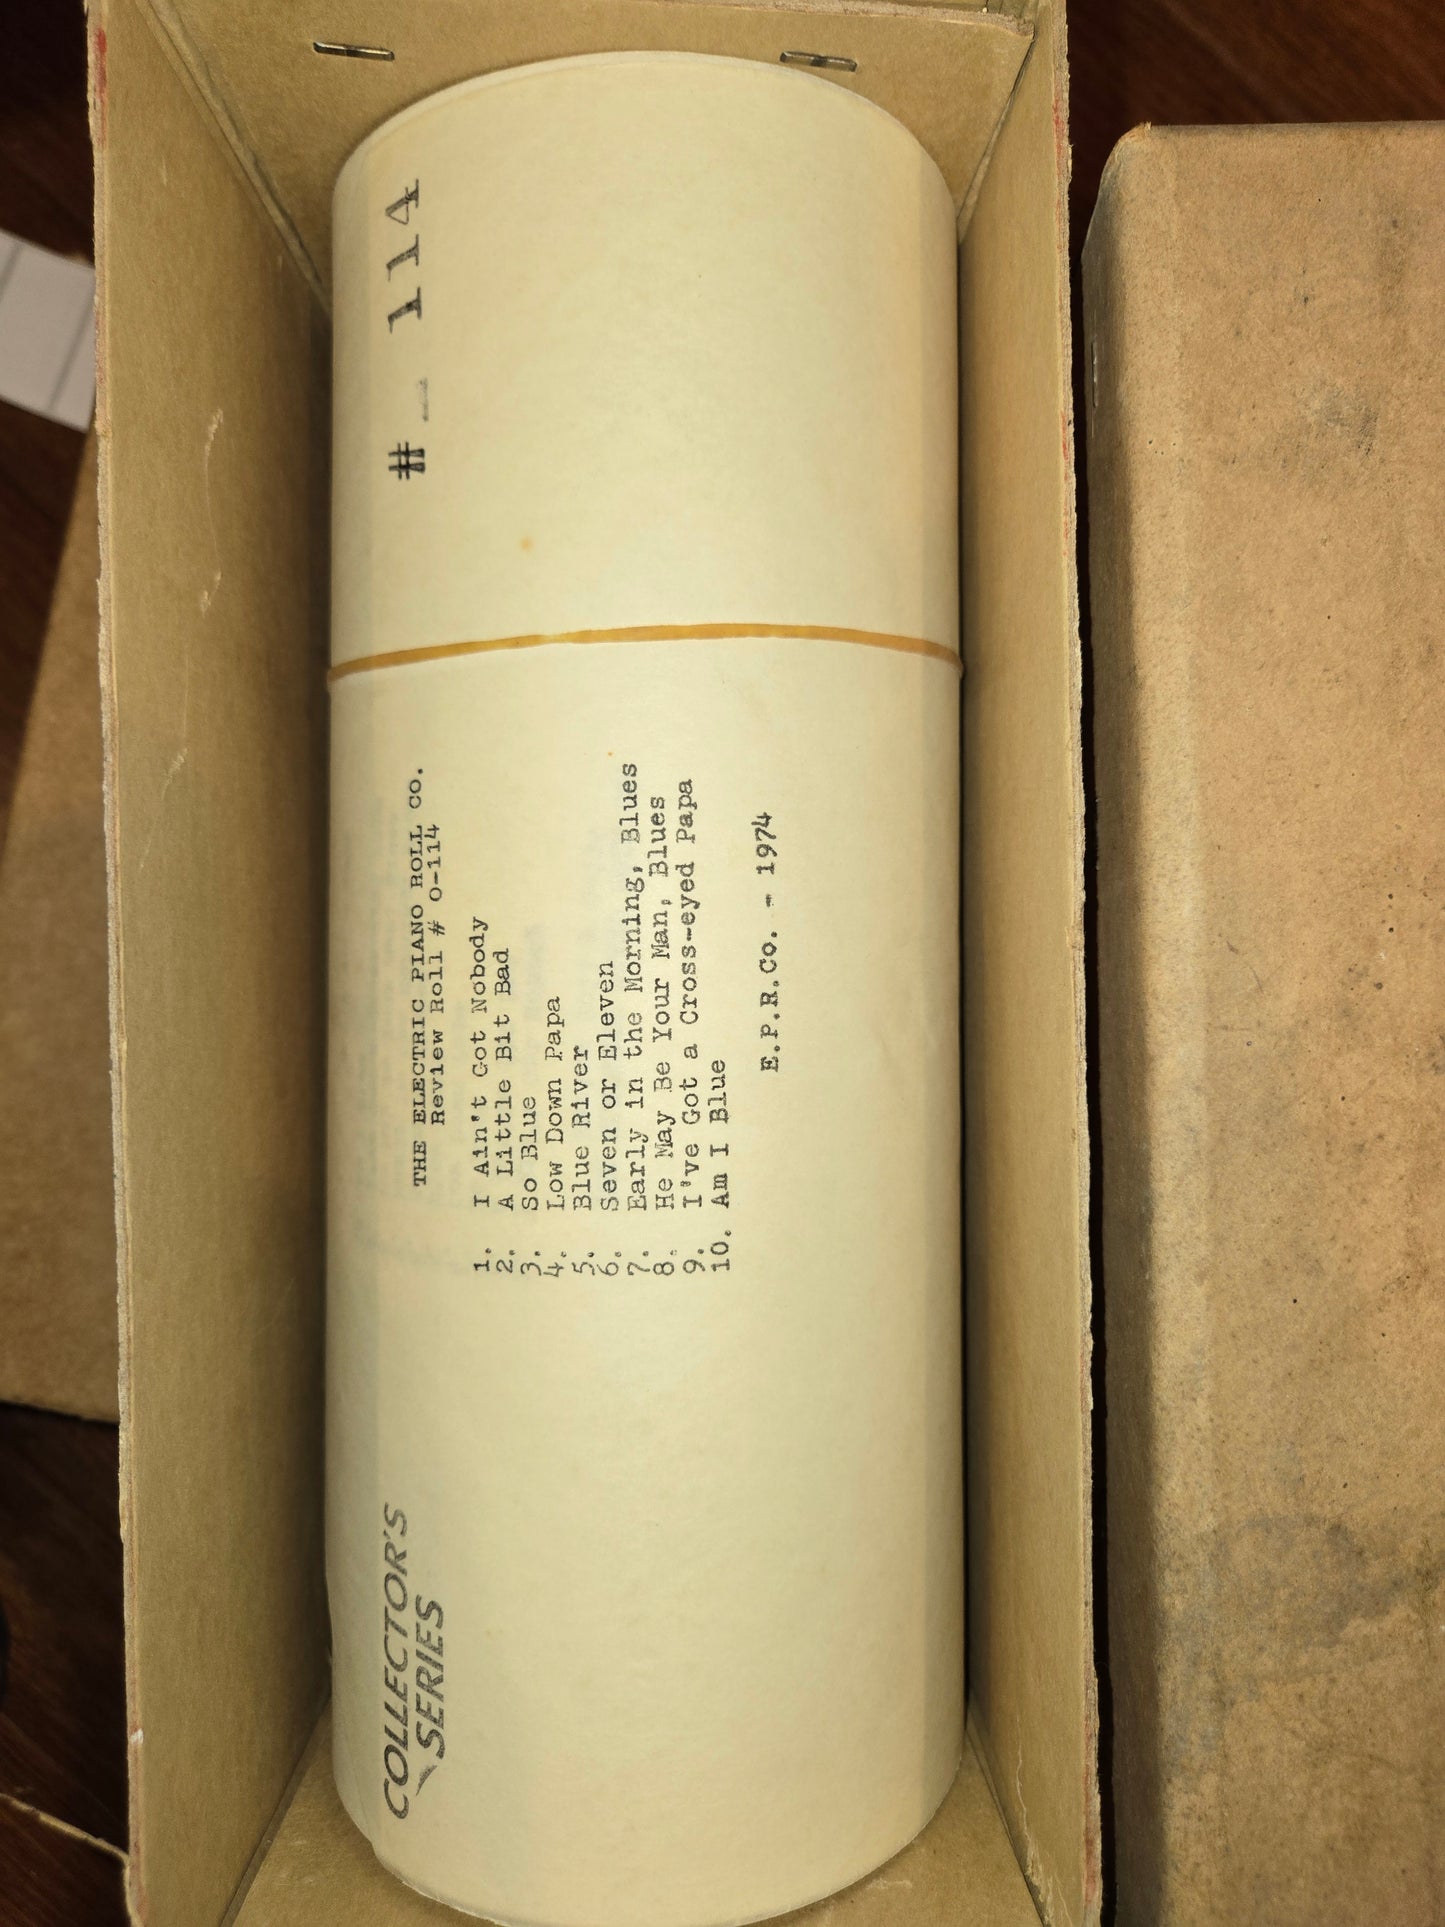 COLLECTOR'S
SERIES
# - 114
THE ELECTRIC PIANO ROLL CO.
Review Roll # O-114
1. I Ain't Got Nobody
2. A Little Bit Bad
3. So Blue
4. Low Down Papa
5. Blue River
6. Seven or Eleven
7. Early in the Morning, Blues
8. He May Be Your Man, Blues
9. I've Got a Cross-eyed Papa
10. Am I Blue
E.P.R.Co. - 1974